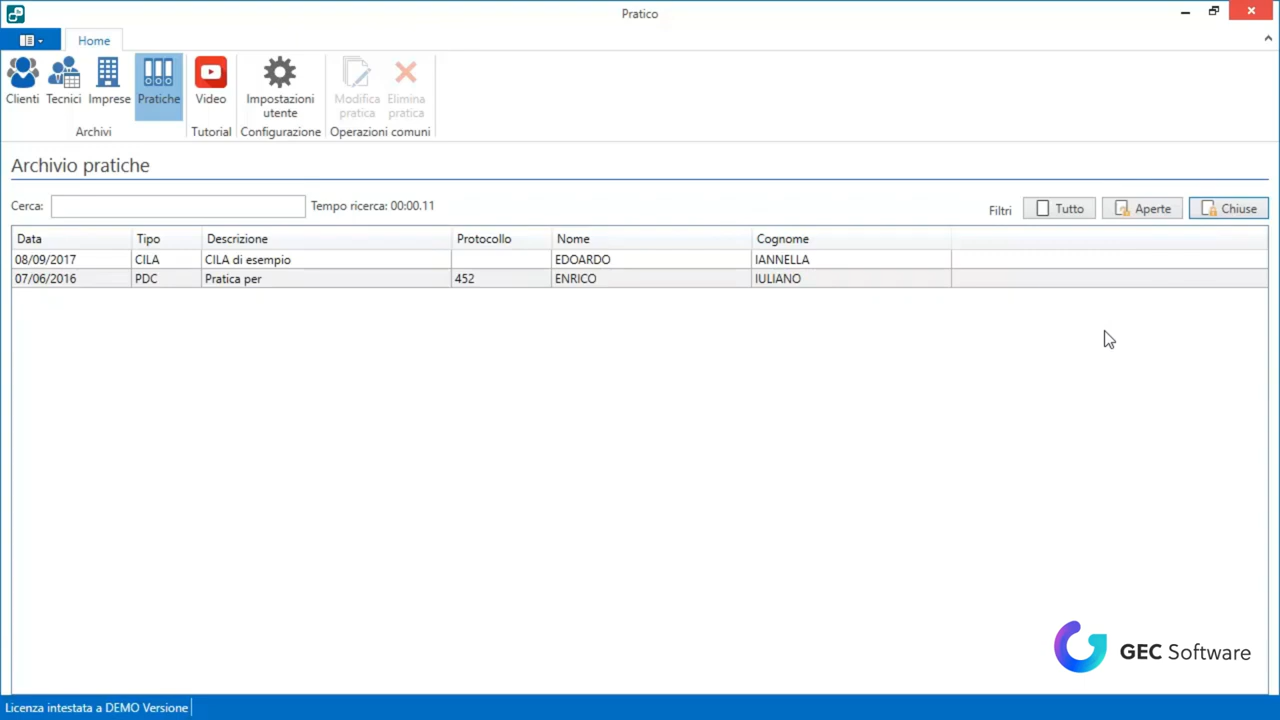 Pratico
Home
Clienti Tecnici Imprese Pratiche Video Impostazioni utente Modifica pratica Elimina pratica
Archivi Tutorial Configurazione Operazioni comuni
Archivio pratiche
Cerca: Tempo ricerca: 00:00.11 Filtri Tutto Aperte Chiuse
Data Tipo Descrizione Protocollo Nome Cognome
08/09/2017 CILA CILA di esempio EDOARDO IANNELLA
07/06/2016 PDC Pratica per 452 ENRICO IULIANO
GEC Software
Licenza intestata a DEMO Versione